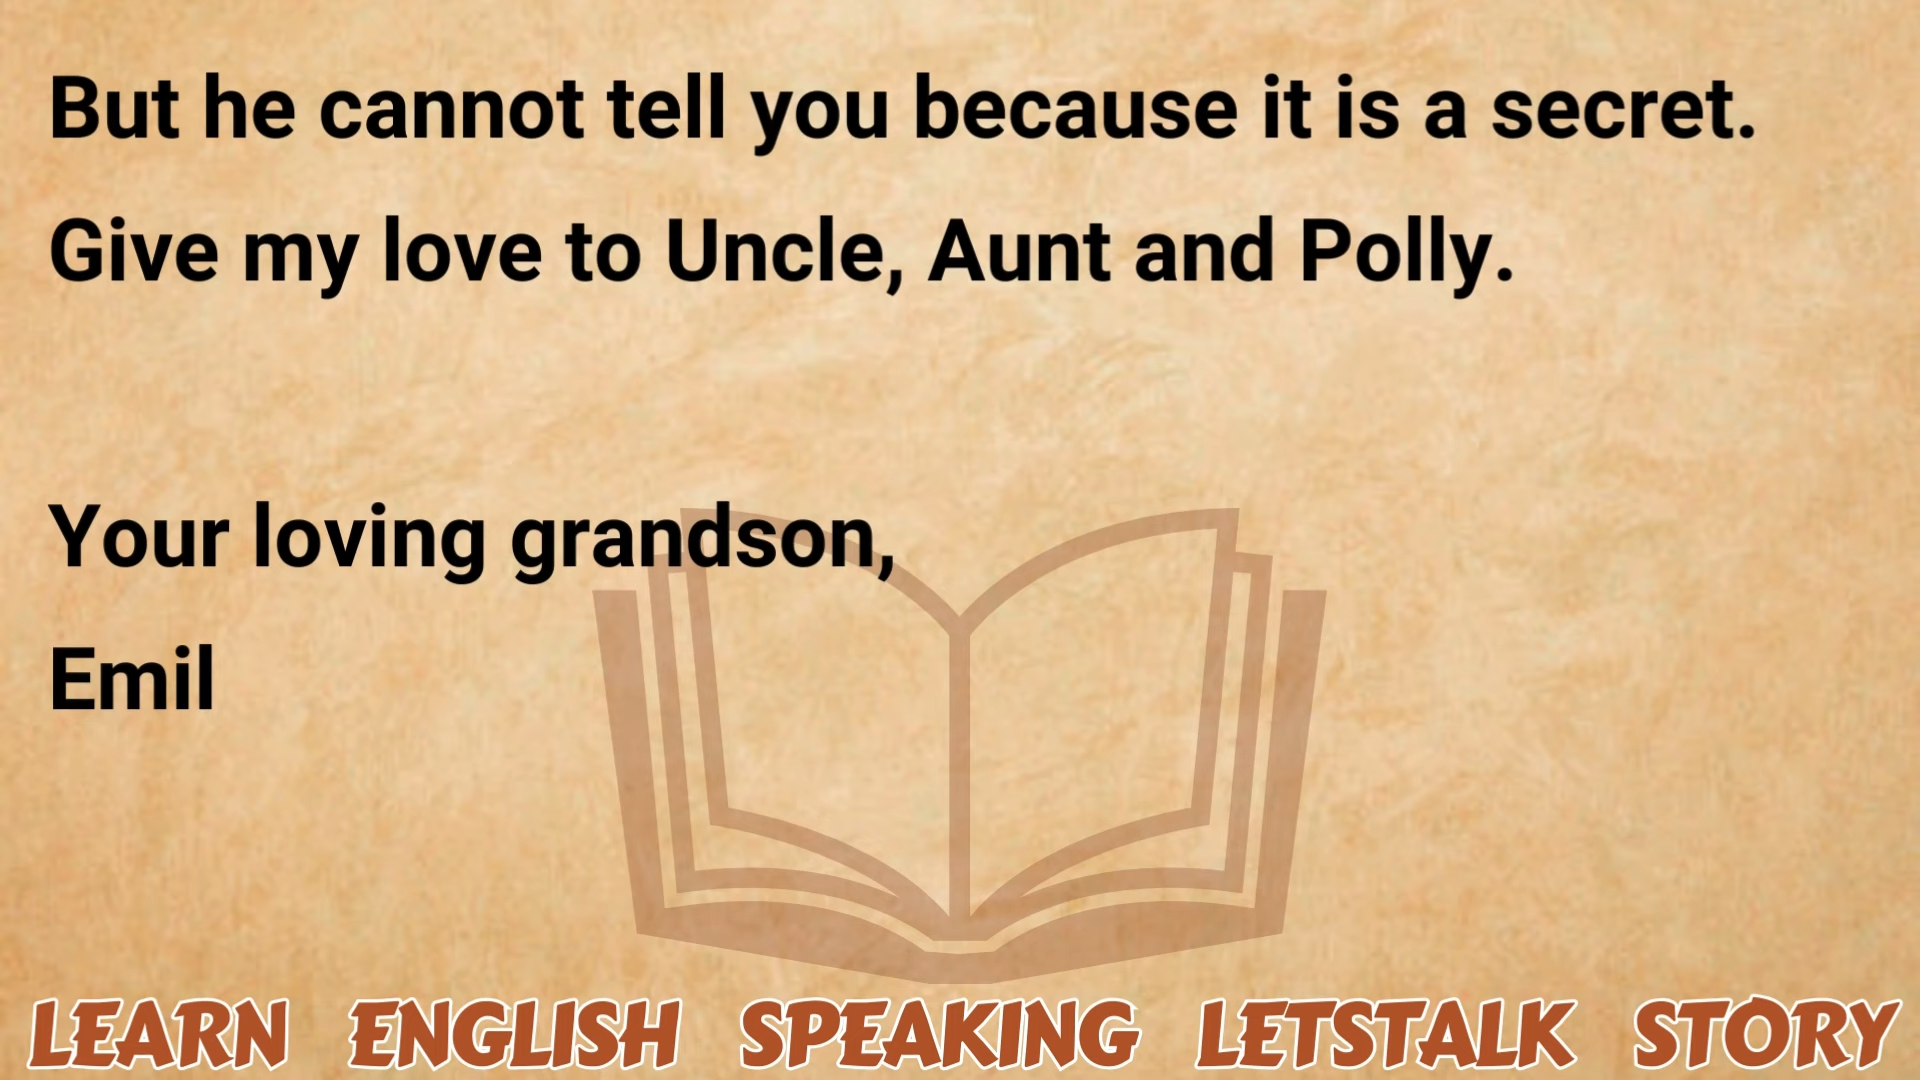 But he cannot tell you because it is a secret.
Give my love to Uncle, Aunt and Polly.
Your loving grandson,
Emil
LEARN ENGLISH SPEAKING LETSTALK STORY